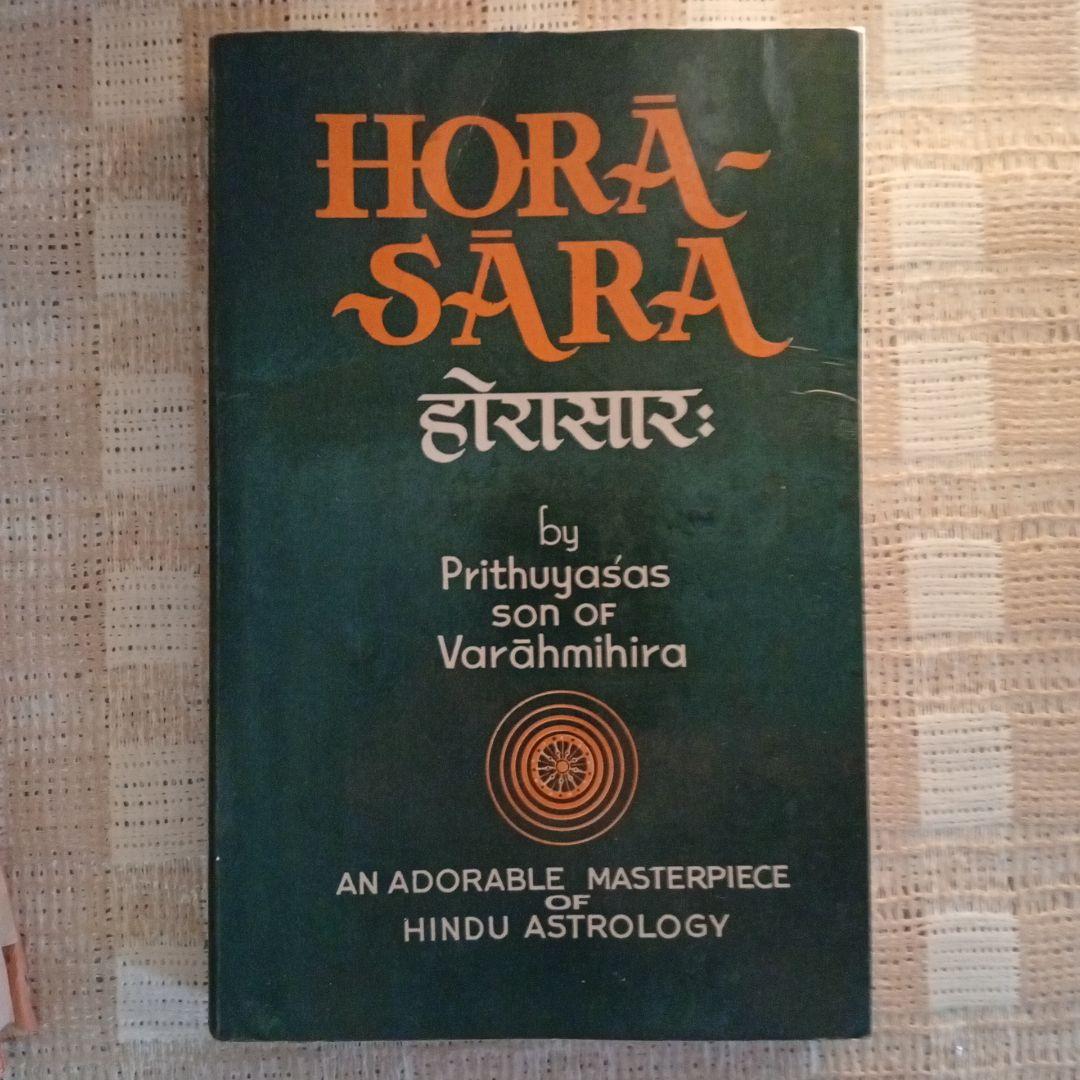 HORĀ-
SĀRA
होरासारः
by
Prithuyaśas
son OF
Varāhmihira
AN ADORABLE MASTERPIECE
OF
HINDU ASTROLOGY